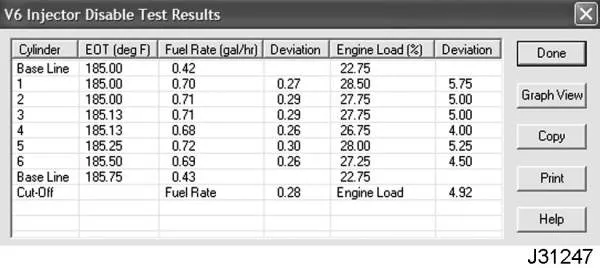 V6 Injector Disable Test Results
Cylinder EOT (deg F) Fuel Rate (gal/hr) Deviation Engine Load (%) Deviation
Base Line 185.00 0.42 22.75
1 185.00 0.70 0.27 28.50 5.75
2 185.00 0.71 0.29 27.75 5.00
3 185.13 0.71 0.29 27.75 5.00
4 185.13 0.68 0.26 26.75 4.00
5 185.25 0.72 0.30 28.00 5.25
6 185.50 0.69 0.26 27.25 4.50
Base Line 185.75 0.43 22.75
Cut-Off Fuel Rate 0.28 Engine Load 4.92
Done
Graph View
Copy
Print
Help
J31247